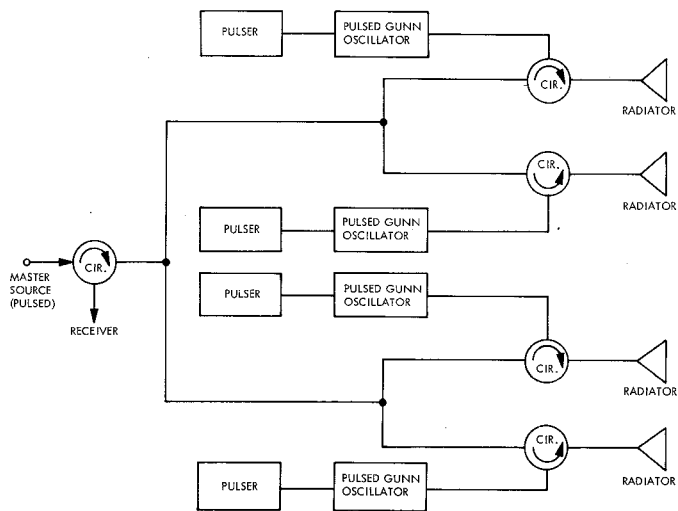 PULSER
PULSED GUNN
OSCILLATOR
CIR.
RADIATOR
CIR.
RADIATOR
PULSER
PULSED GUNN
OSCILLATOR
CIR.
MASTER
SOURCE
(PULSED)
RECEIVER
PULSER
PULSED GUNN
OSCILLATOR
CIR.
RADIATOR
CIR.
RADIATOR
PULSER
PULSED GUNN
OSCILLATOR